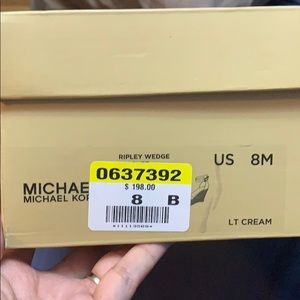 RIPLEY WEDGE
0637392
US 8M
$ 198.00
MICHAE
8 B
MICHAEL KOR
LT CREAM